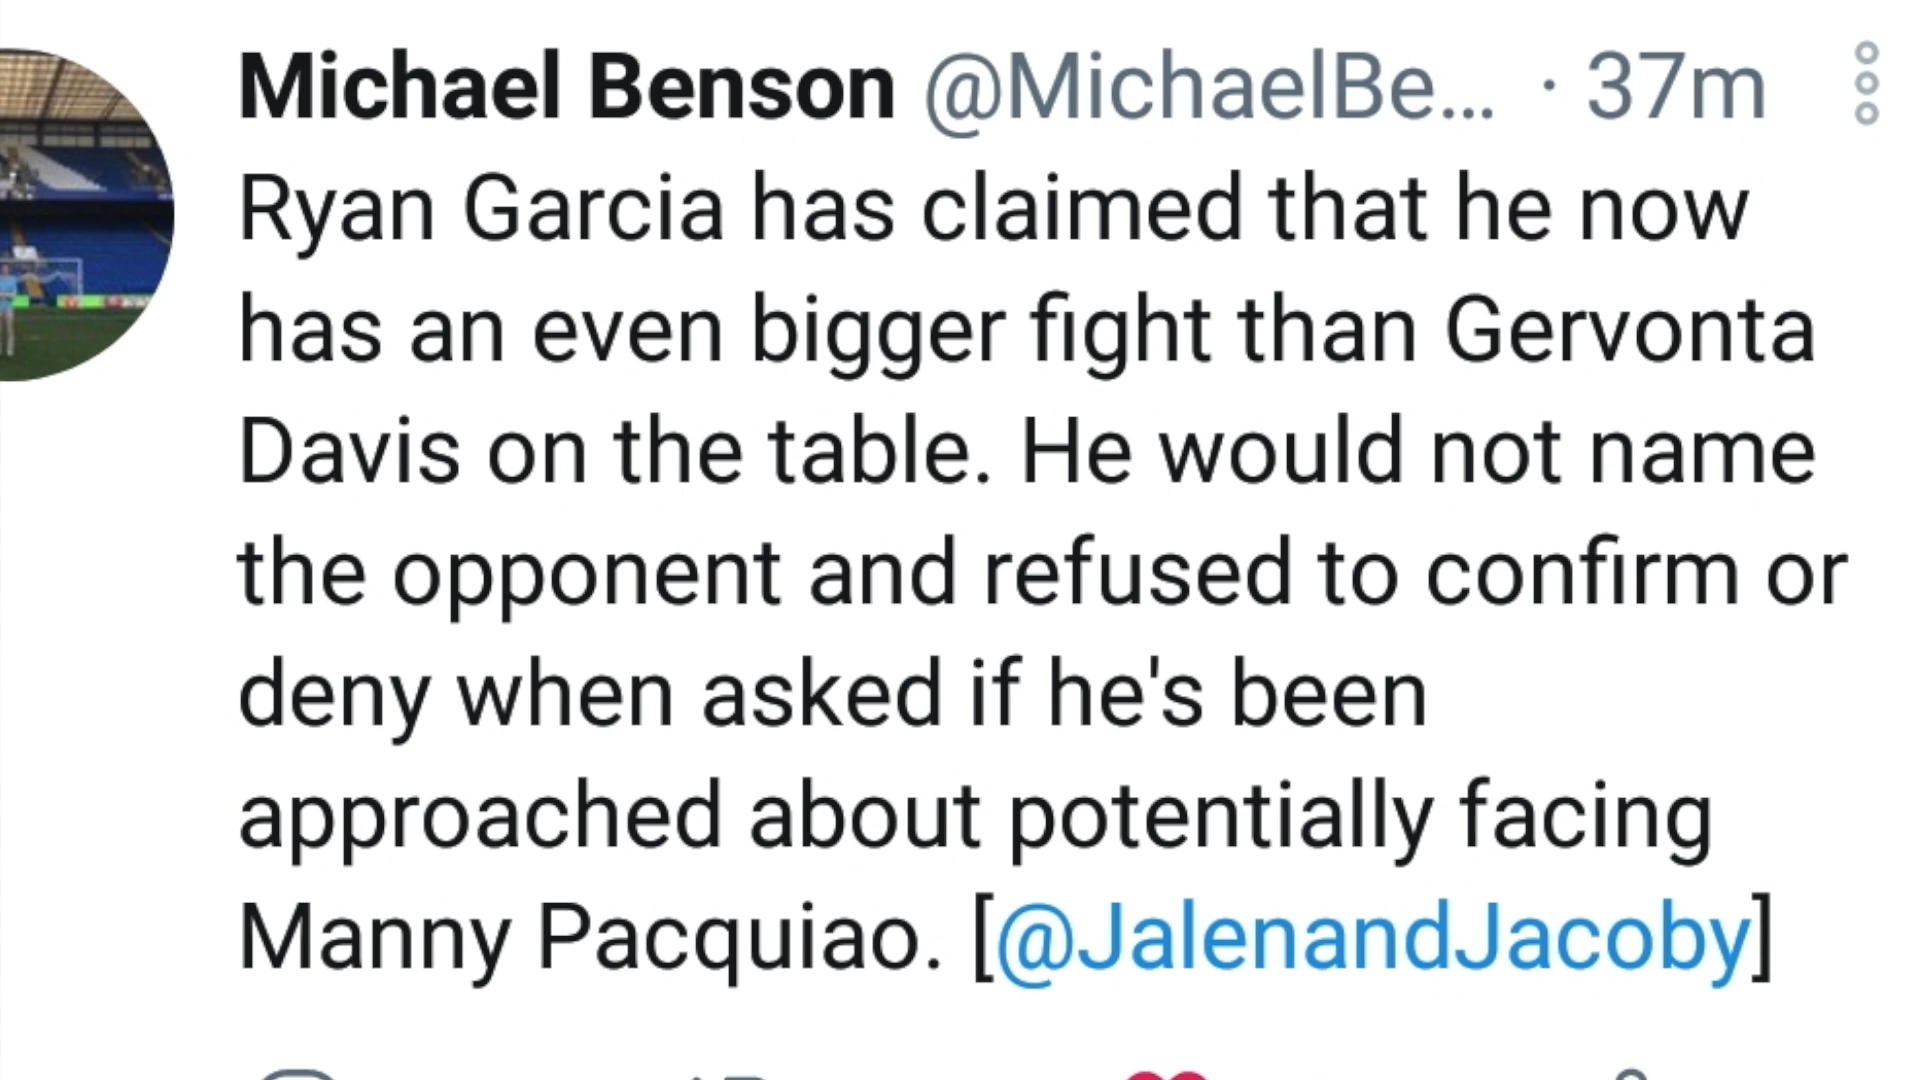 Michael Benson @MichaelBe... · 37m
Ryan Garcia has claimed that he now
has an even bigger fight than Gervonta
Davis on the table. He would not name
the opponent and refused to confirm or
deny when asked if he's been
approached about potentially facing
Manny Pacquiao. [@JalenandJacoby]